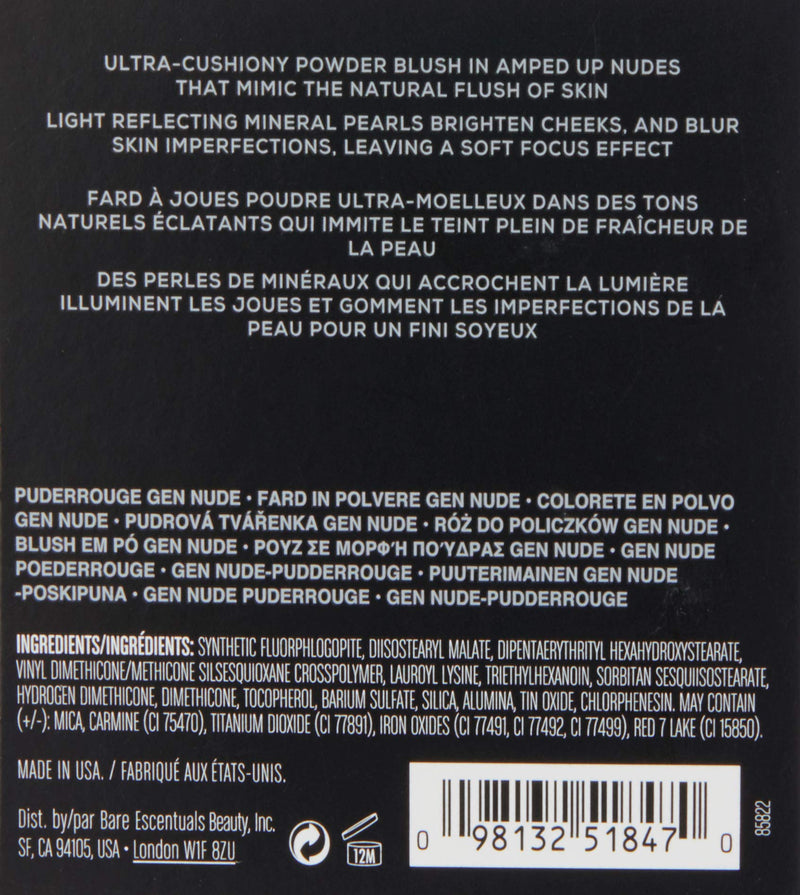 ULTRA-CUSHIONY POWDER BLUSH IN AMPED UP NUDES
THAT MIMIC THE NATURAL FLUSH OF SKIN
LIGHT REFLECTING MINERAL PEARLS BRIGHTEN CHEEKS, AND BLUR
SKIN IMPERFECTIONS, LEAVING A SOFT FOCUS EFFECT
FARD À JOUES POUDRE ULTRA-MOELLEUX DANS DES TONS
NATURELS ÉCLATANTS QUI IMMITE LE TEINT PLEIN DE FRAÎCHEUR DE
LA PEAU
DES PERLES DE MINÉRAUX QUI ACCROCHENT LA LUMIÈRE
ILLUMINENT LES JOUES ET GOMMENT LES IMPERFECTIONS DE LA
PEAU POUR UN FINI SOYEUX
PUDERROUGE GEN NUDE • FARD IN POLVERE GEN NUDE • COLORETE EN POLVO
GEN NUDE • PUDROVÁ TVÁŘENKA GEN NUDE • RÓŻ DO POLICZKÓW GEN NUDE •
BLUSH EM PÓ GEN NUDE • ΡΟΥΖ ΣΕ ΜΟΡΦΉ ΠΟΎΔΡΑΣ GEN NUDE • GEN NUDE
POEDERROUGE • GEN NUDE-PUDDERROUGE • PUUTERIMAINEN GEN NUDE
-POSKIPUNA • GEN NUDE PUDERROUGE • GEN NUDE-PUDDERROUGE
INGREDIENTS/INGRÉDIENTS: SYNTHETIC FLUORPHLOGOPITE, DIISOSTEARYL MALATE, DIPENTAERYTHRITYL HEXAHYDROXYSTEARATE,
VINYL DIMETHICONE/METHICONE SILSESQUIOXANE CROSSPOLYMER, LAUROYL LYSINE, TRIETHYLHEXANOIN, SORBITAN SESQUIISOSTEARATE,
HYDROGEN DIMETHICONE, DIMETHICONE, TOCOPHEROL, BARIUM SULFATE, SILICA, ALUMINA, TIN OXIDE, CHLORPHENESIN. MAY CONTAIN
(+/-): MICA, CARMINE (CI 75470), TITANIUM DIOXIDE (CI 77891), IRON OXIDES (CI 77491, CI 77492, CI 77499), RED 7 LAKE (CI 15850).
MADE IN USA. / FABRIQUÉ AUX ÉTATS-UNIS.
Dist. by/par Bare Escentuals Beauty, Inc.
SF, CA 94105, USA • London W1F 8ZU
12M
0 98132 51847 0
85822